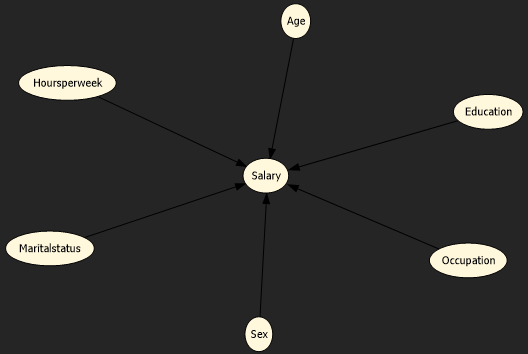 Age
Hoursperweek
Education
Salary
Maritalstatus
Occupation
Sex